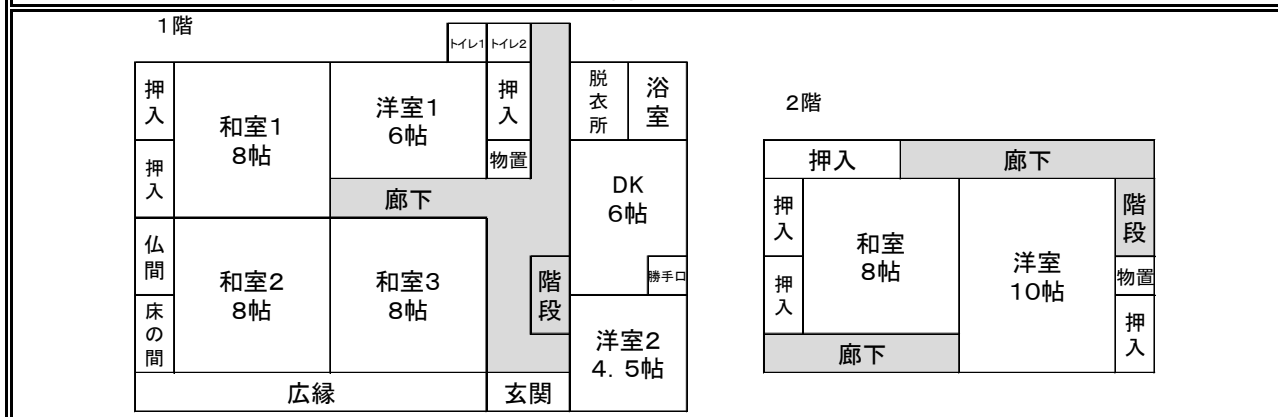 1階
トイレ1
トイレ2
押入
和室1
8帖
洋室1
6帖
押入
脱衣所
浴室
押入
物置
廊下
DK
6帖
仏間
和室2
8帖
和室3
8帖
階段
勝手口
床の間
洋室2
4. 5帖
広縁
玄関
2階
押入
廊下
押入
和室
8帖
洋室
10帖
階段
押入
物置
押入
廊下